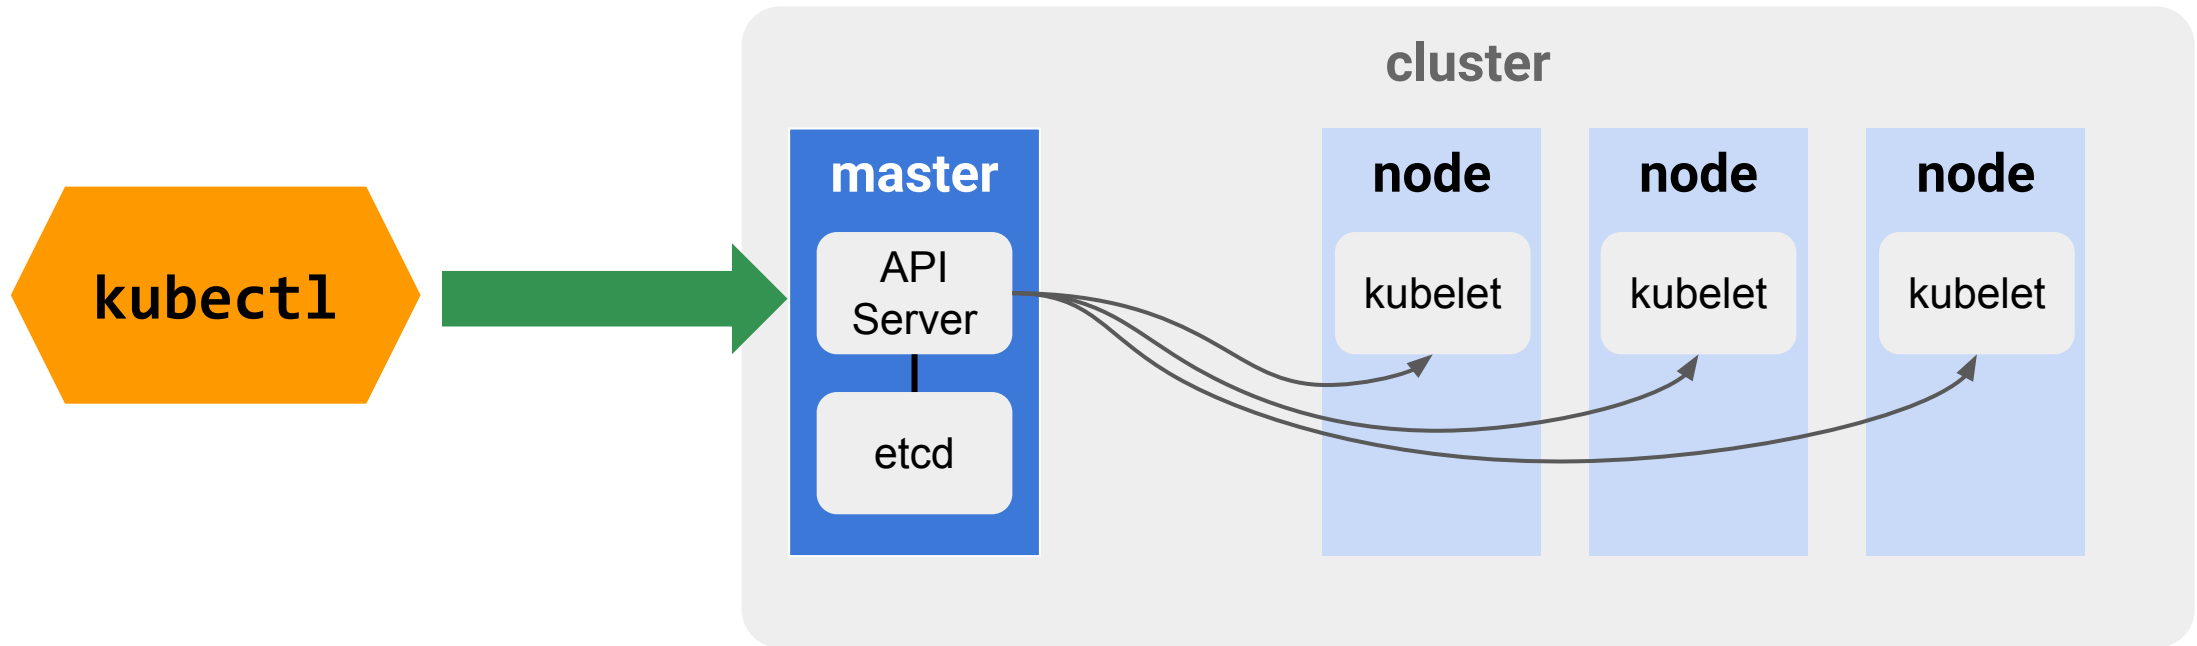 cluster
kubectl
master
API
Server
etcd
node
kubelet
node
kubelet
node
kubelet